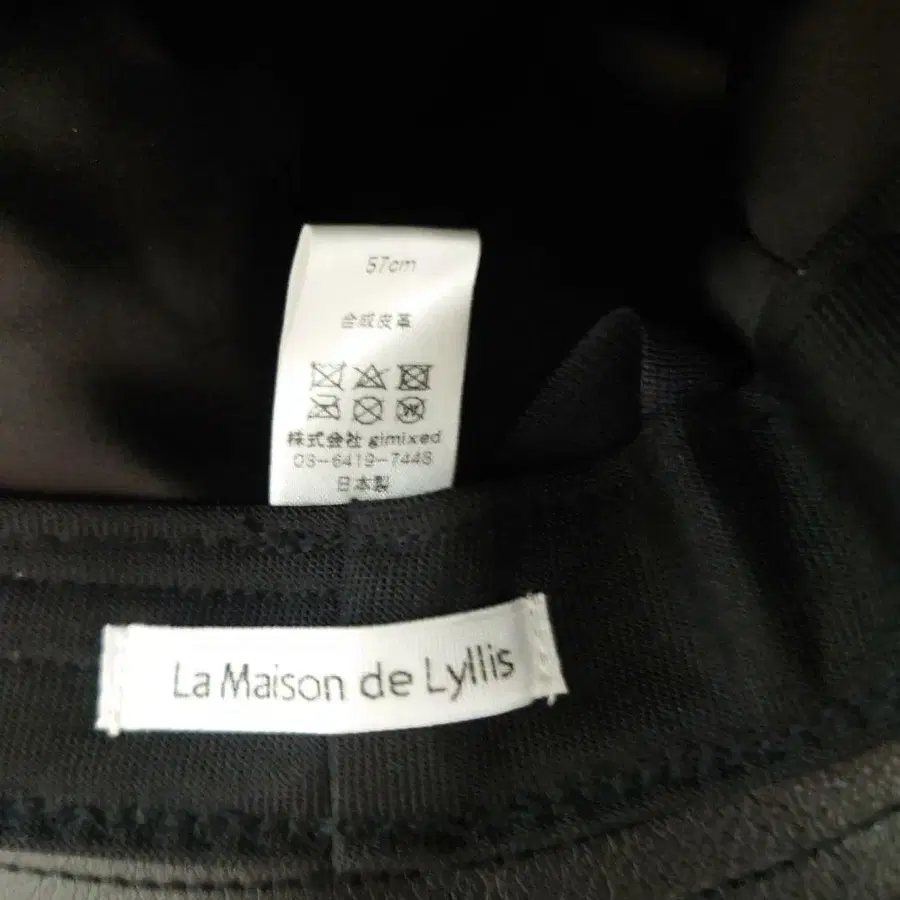 57cm
合成皮革
W
株式会社 gimixed
03-6419-7448
日本製
La Maison de Lyllis